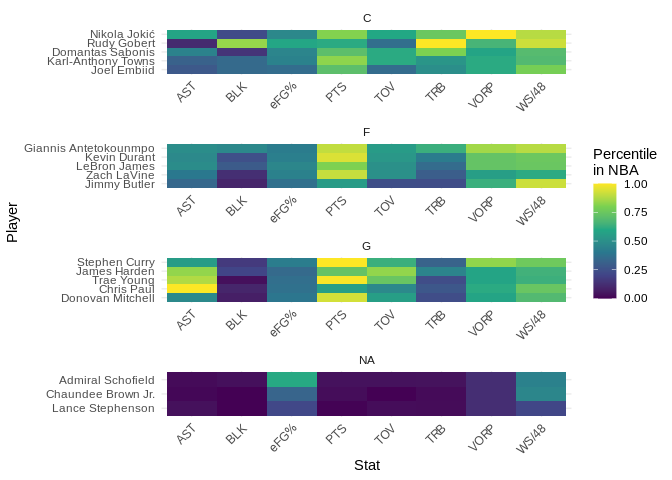 C
Nikola Jokić
Rudy Gobert
Domantas Sabonis
Karl-Anthony Towns
Joel Embiid
AST BLK eFG% PTS TOV TRB VORP WS/48
F
Giannis Antetokounmpo
Kevin Durant
LeBron James
Zach LaVine
Jimmy Butler
AST BLK eFG% PTS TOV TRB VORP WS/48
G
Stephen Curry
James Harden
Trae Young
Chris Paul
Donovan Mitchell
AST BLK eFG% PTS TOV TRB VORP WS/48
NA
Admiral Schofield
Chaundee Brown Jr.
Lance Stephenson
AST BLK eFG% PTS TOV TRB VORP WS/48
Stat
Player
Percentile
in NBA
1.00
0.75
0.50
0.25
0.00